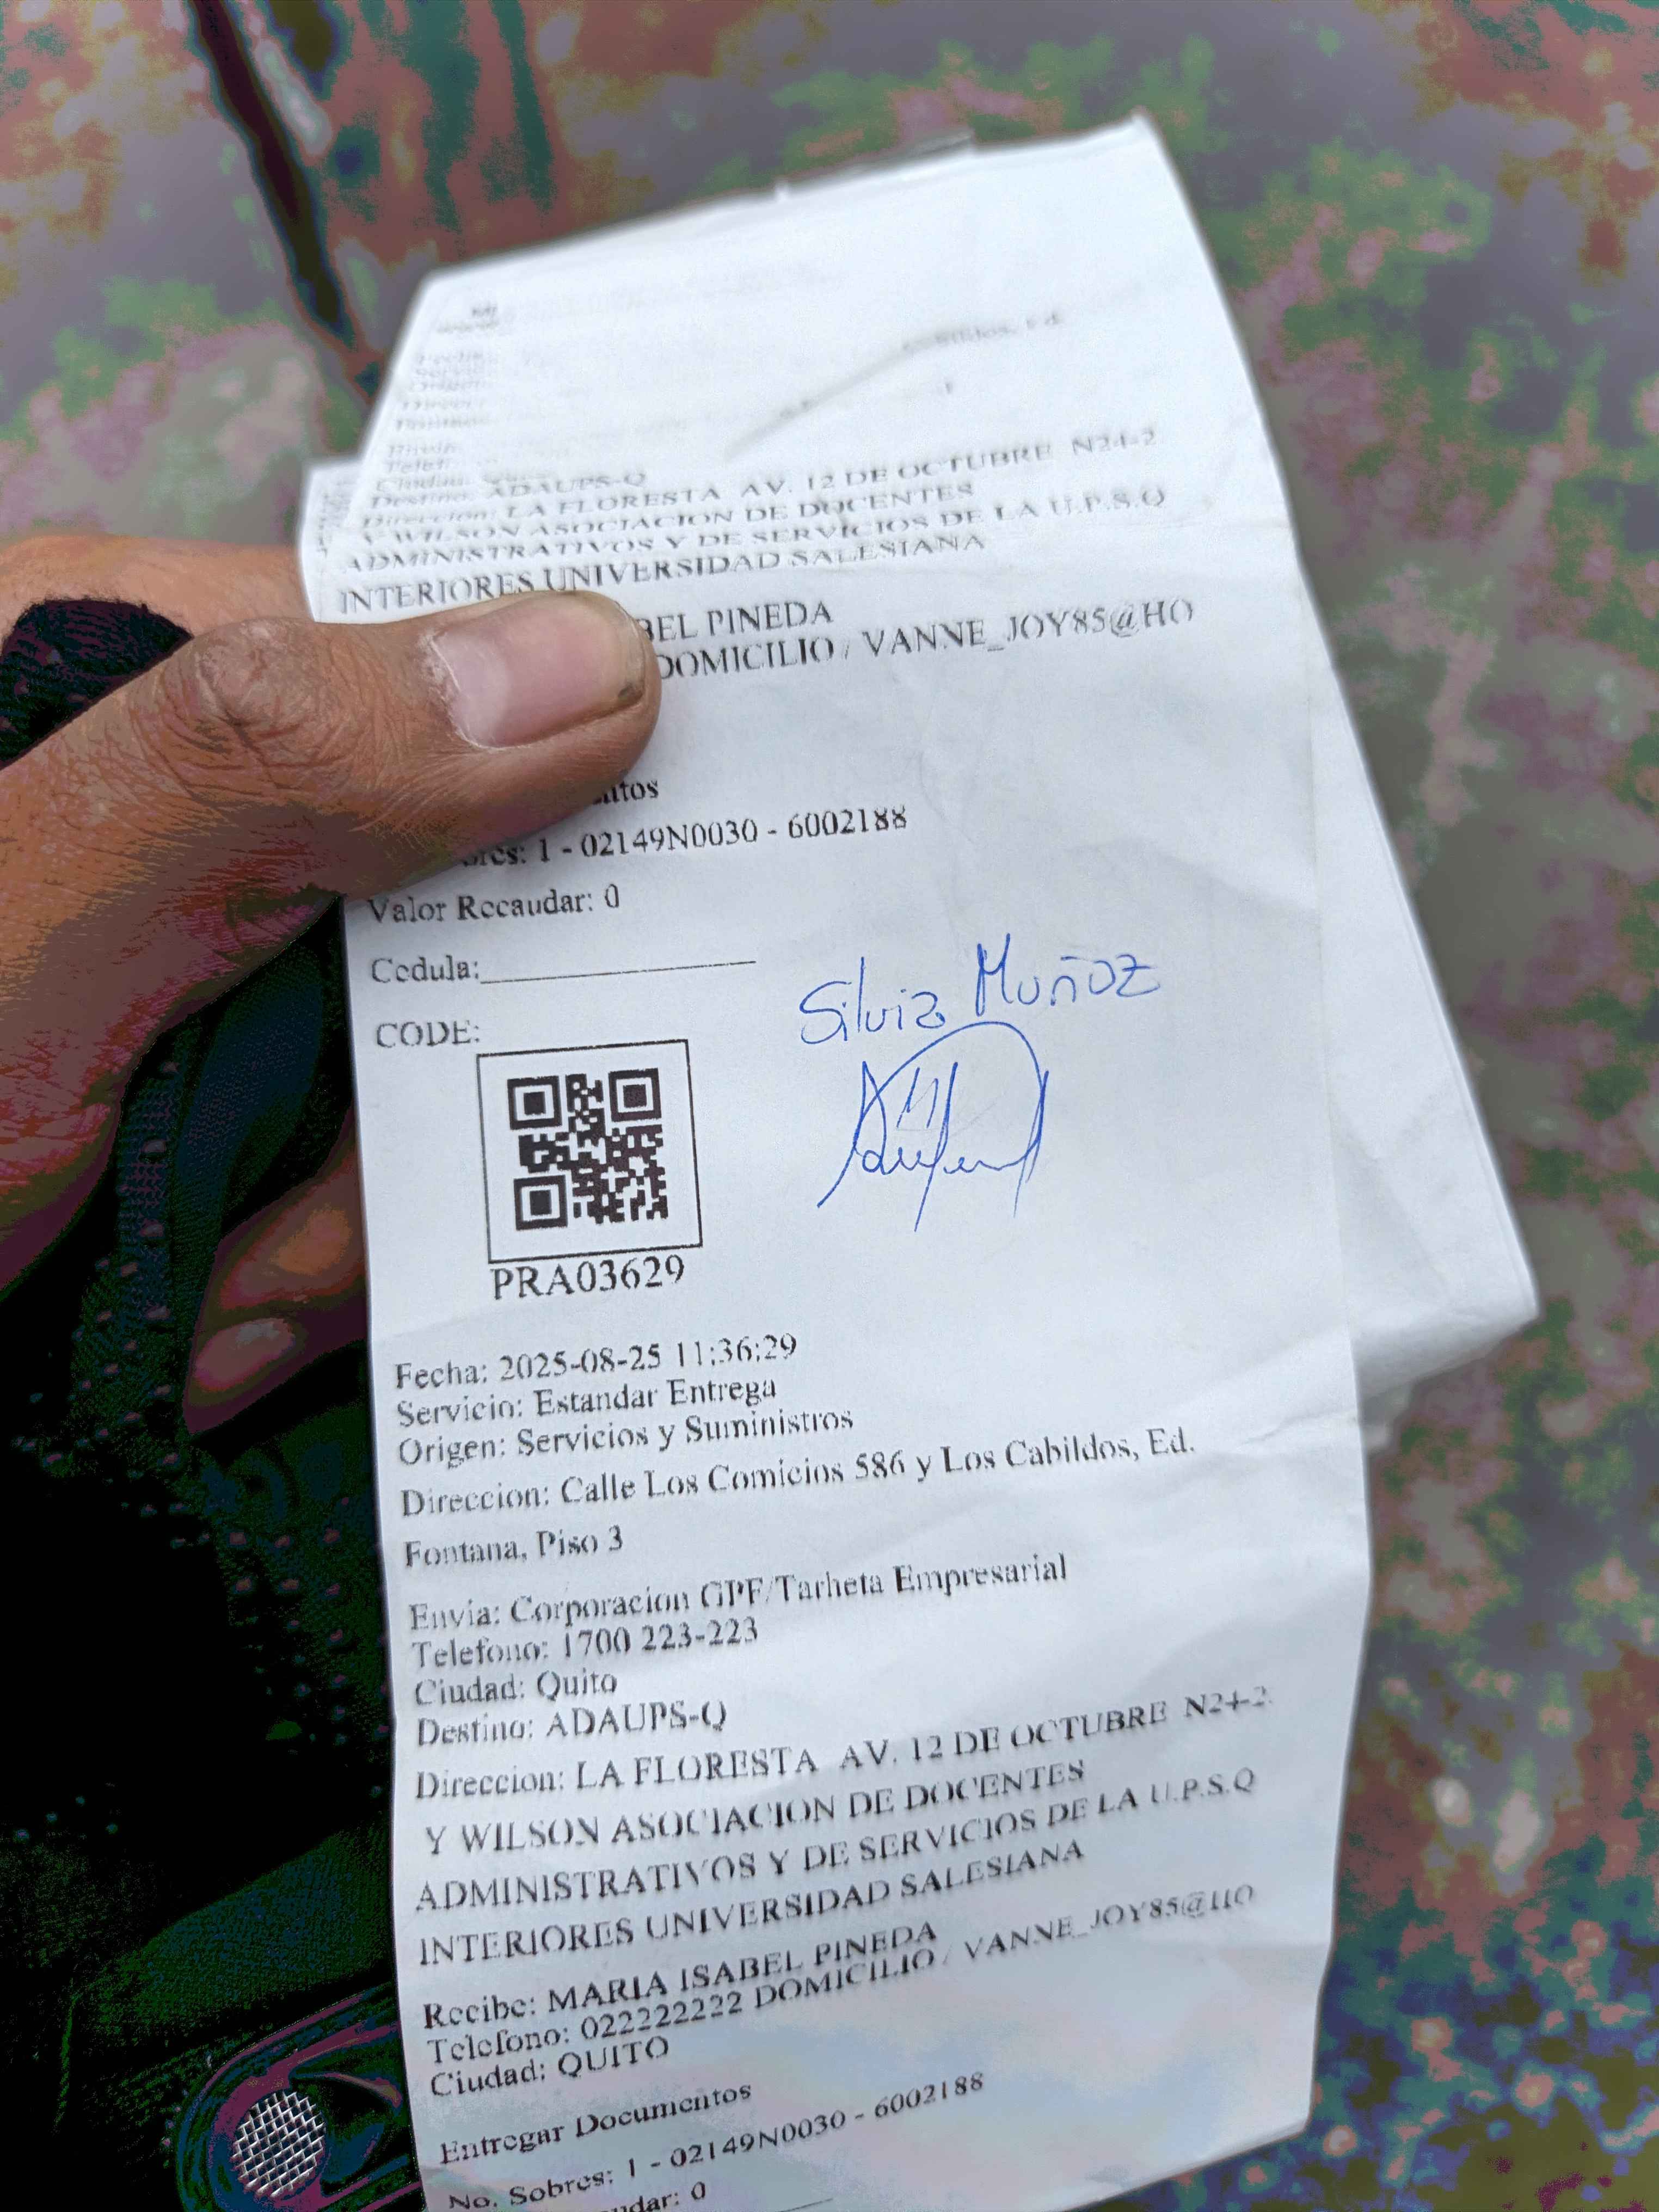 Destino: ADAUPS-Q
Direccion: LA FLORESTA AV. 12 DE OCTUBRE N24-2
Y WILSON ASOCIACION DE DOCENTES
ADMINISTRATIVOS Y DE SERVICIOS DE LA U.P.S.Q
INTERIORES UNIVERSIDAD SALESIANA
BEL PINEDA
DOMICILIO / VANNE_JOY85@HO
ntos
bres: 1 - 02149N0030 - 6002188
Valor Recaudar: 0
Cedula:
Silvia Muñoz
CODE:
PRA03629
Fecha: 2025-08-25 11:36:29
Servicio: Estandar Entrega
Origen: Servicios y Suministros
Direccion: Calle Los Comicios 586 y Los Cabildos, Ed.
Fontana, Piso 3
Envia: Corporacion GPF/Tarheta Empresarial
Telefono: 1700 223-223
Ciudad: Quito
Destino: ADAUPS-Q
Direccion: LA FLORESTA AV. 12 DE OCTUBRE N24-2
Y WILSON ASOCIACION DE DOCENTES
ADMINISTRATIVOS Y DE SERVICIOS DE LA U.P.S.Q
INTERIORES UNIVERSIDAD SALESIANA
Recibe: MARIA ISABEL PINEDA
Telefono: 022222222 DOMICILIO / VANNE_JOY85@HO
Ciudad: QUITO
Entregar Documentos
No. Sobres: 1 - 02149N0030 - 6002188
udar: 0